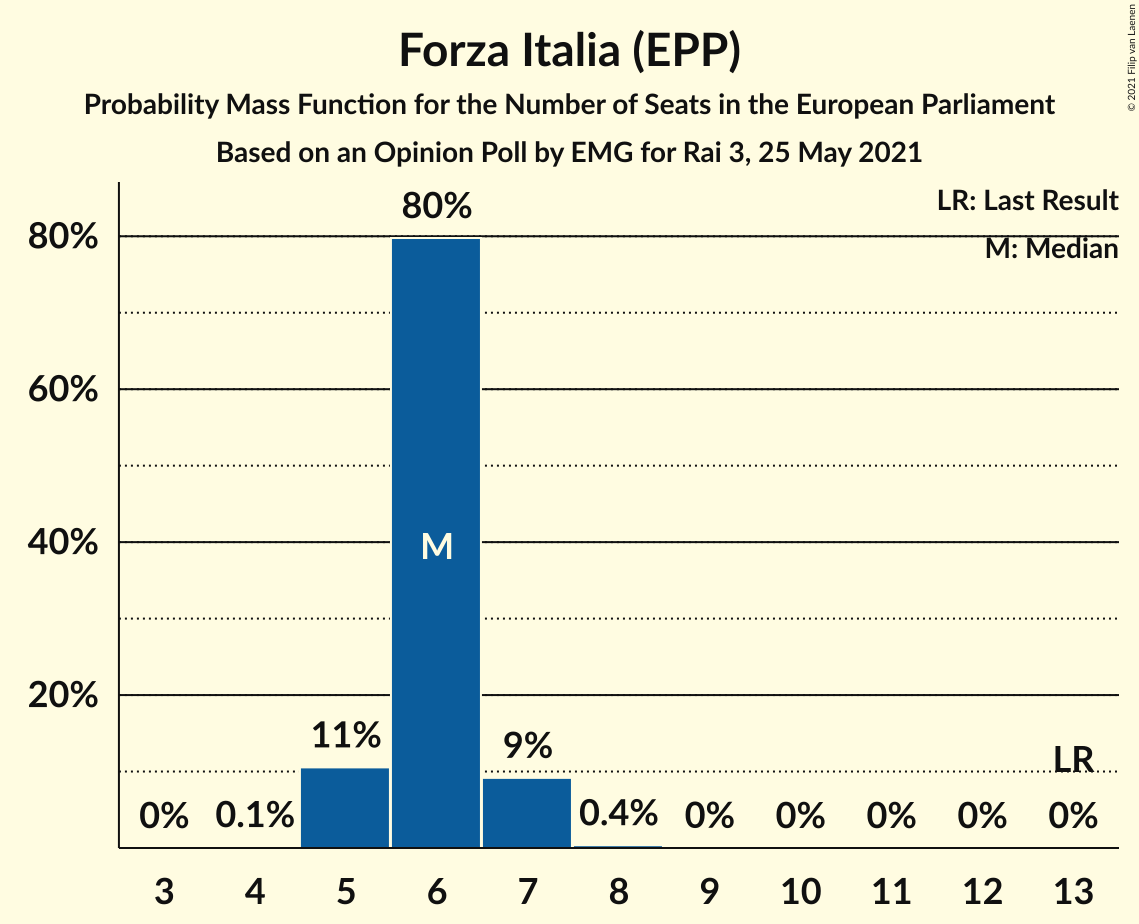 © 2021 Filip van Laenen
Forza Italia (EPP)
Probability Mass Function for the Number of Seats in the European Parliament
Based on an Opinion Poll by EMG for Rai 3, 25 May 2021
LR: Last Result
M: Median
80%
60%
40%
20%
0% 0.1% 11% 80% 9% 0.4% 0% 0% 0% 0% 0%
M
LR
3 4 5 6 7 8 9 10 11 12 13